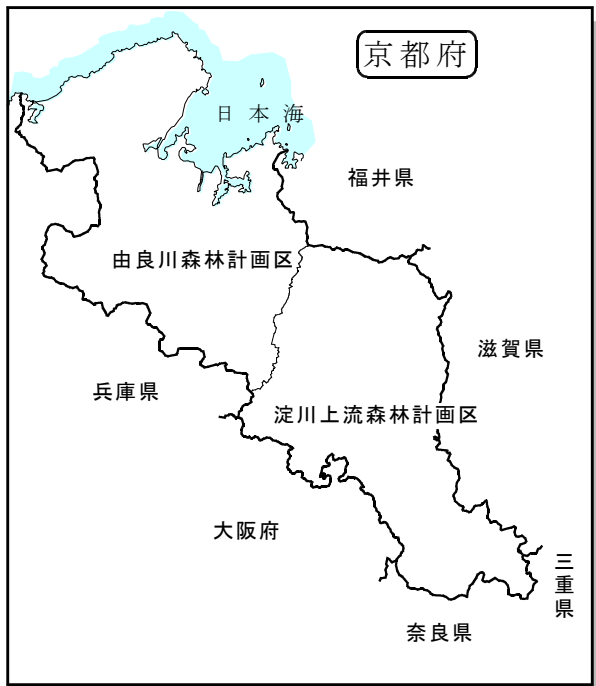 京都府
日本海
福井県
由良川森林計画区
滋賀県
兵庫県
淀川上流森林計画区
大阪府
三重県
奈良県